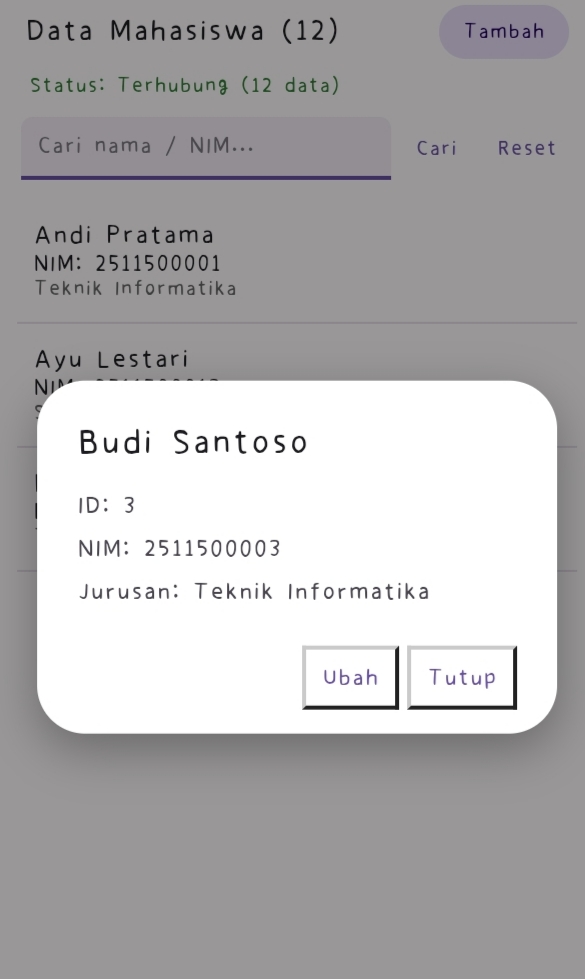 Data Mahasiswa (12)
Tambah
Status: Terhubung (12 data)
Cari nama / NIM...
Cari
Reset
Andi Pratama
NIM: 2511500001
Teknik Informatika
Ayu Lestari
NIM:
Budi Santoso
ID: 3
NIM: 2511500003
Jurusan: Teknik Informatika
Ubah
Tutup